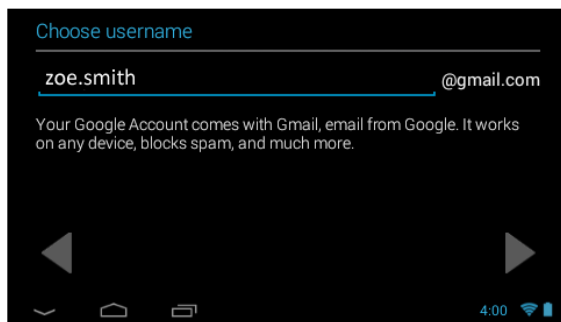 Choose username
zoe.smith @gmail.com
Your Google Account comes with Gmail, email from Google. It works
on any device, blocks spam, and much more.
4:00